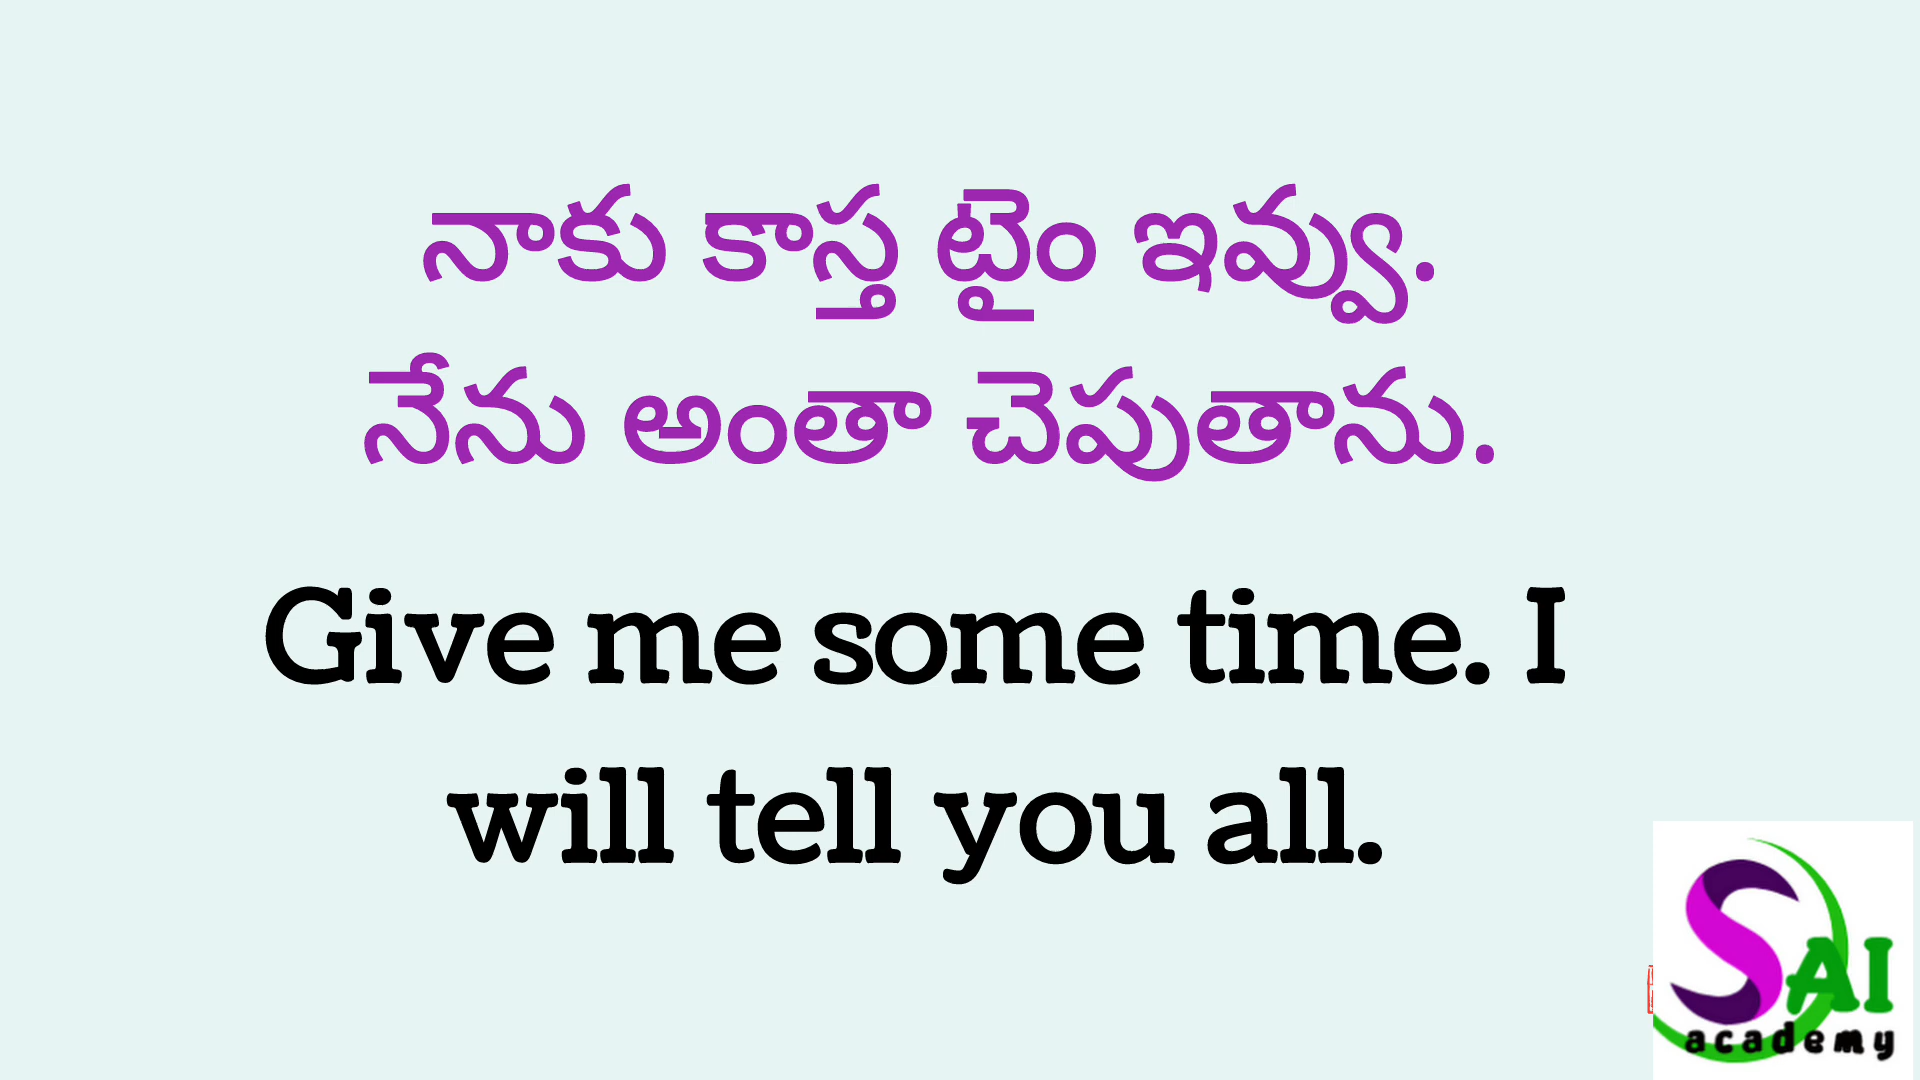 నాకు కాస్త టైం ఇవ్వు.
నేను అంతా చెపుతాను.
Give me some time. I
will tell you all.
SAI
academy